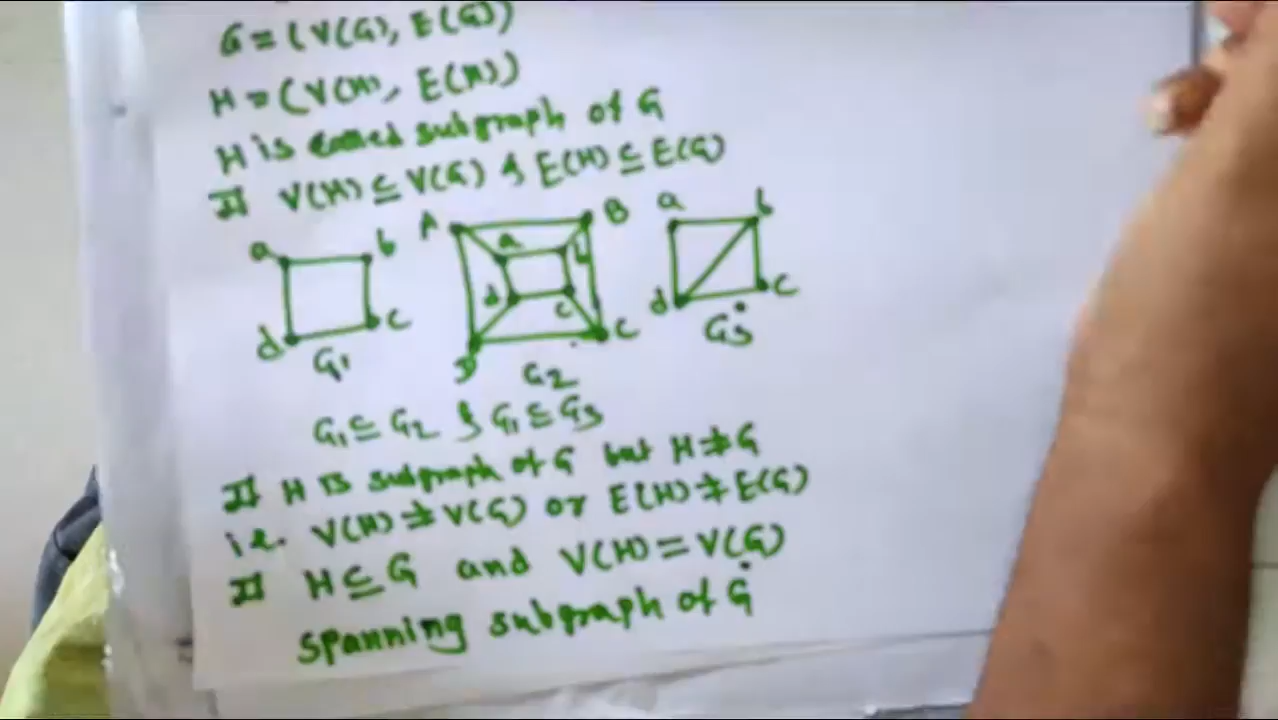 G = (V(G), E(G))
H = (V(H), E(H))
H is called subgraph of G
If V(H) ⊆ V(G) & E(H) ⊆ E(G)
a b c d G1
A B C D a b c d G2
a b c d G3
G1 ⊆ G2 & G1 ⊆ G3
If H is subgraph of G but H ≠ G
i.e. V(H) ≠ V(G) or E(H) ≠ E(G)
If H ⊆ G and V(H) = V(G)
spanning subgraph of G